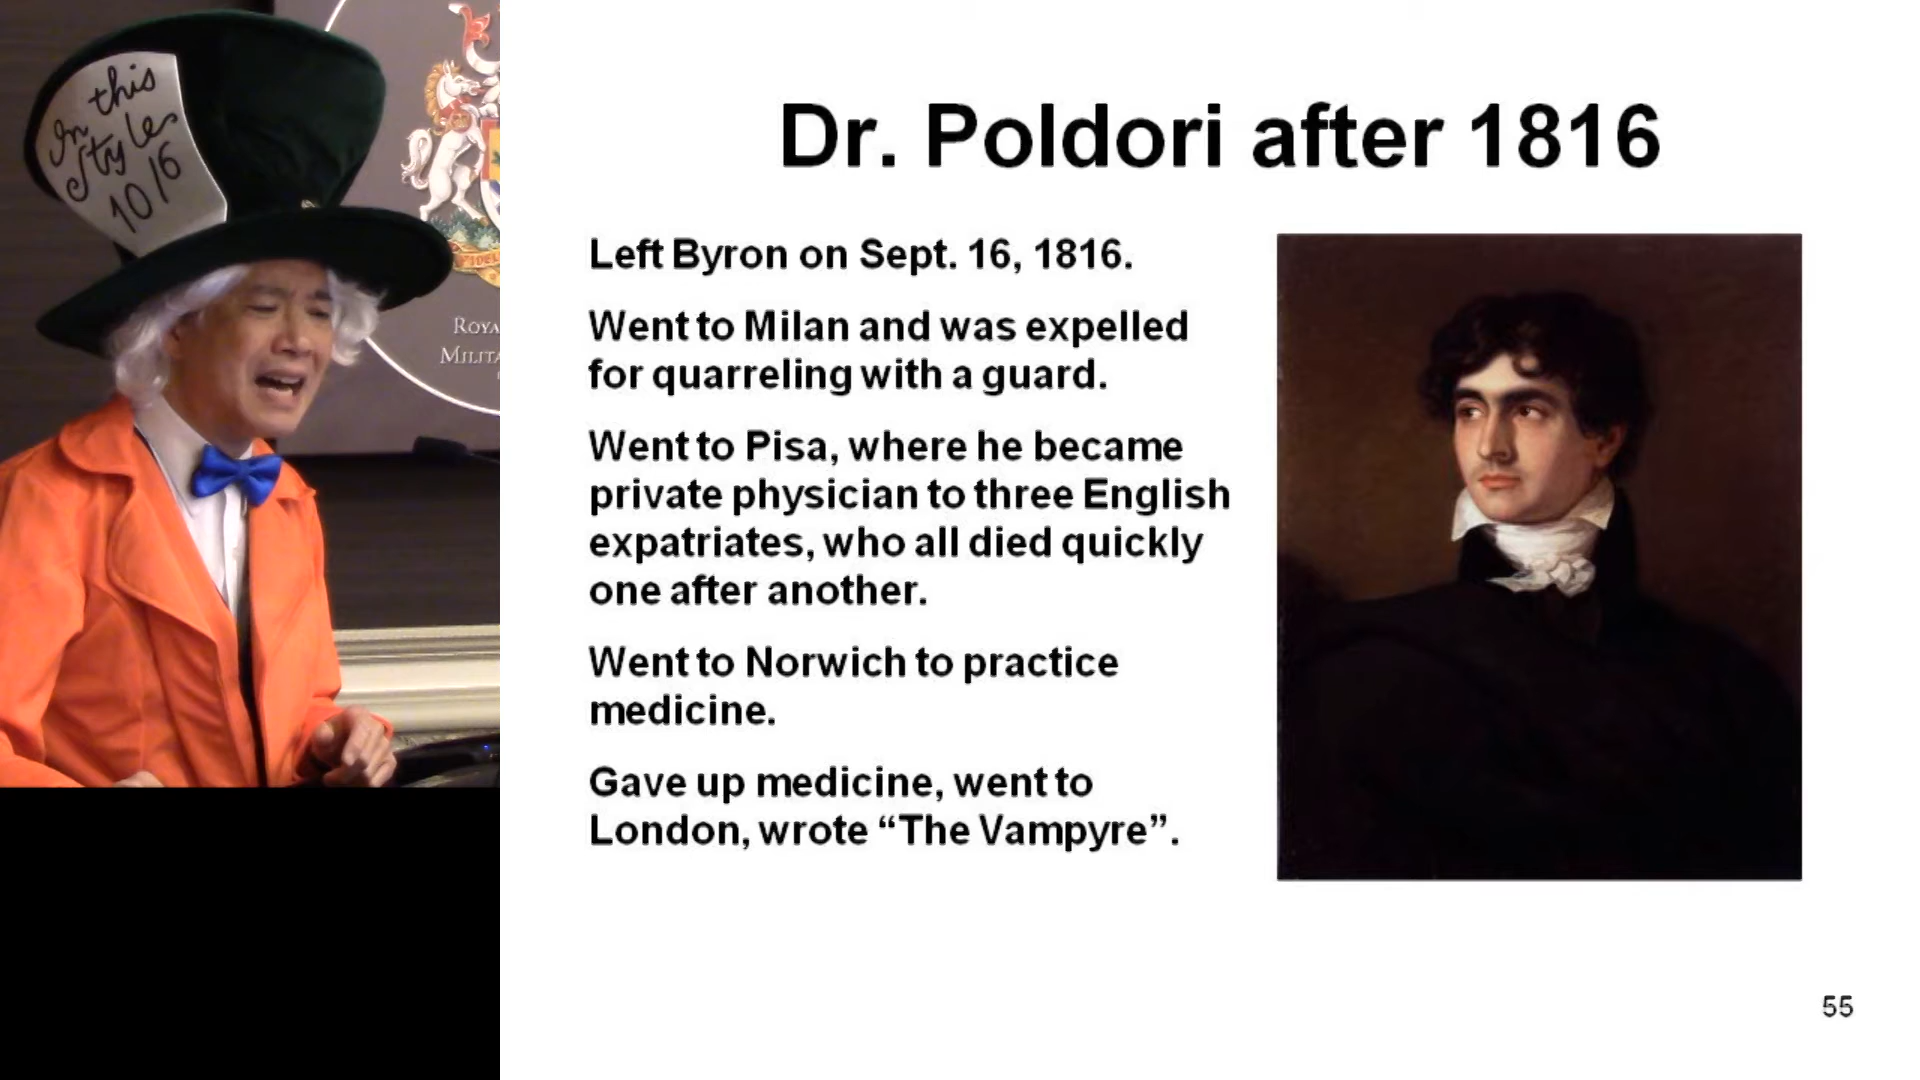 In this
Style
10/6
ROYA
MILITA
Dr. Poldori after 1816
Left Byron on Sept. 16, 1816.
Went to Milan and was expelled
for quarreling with a guard.
Went to Pisa, where he became
private physician to three English
expatriates, who all died quickly
one after another.
Went to Norwich to practice
medicine.
Gave up medicine, went to
London, wrote “The Vampyre”.
55